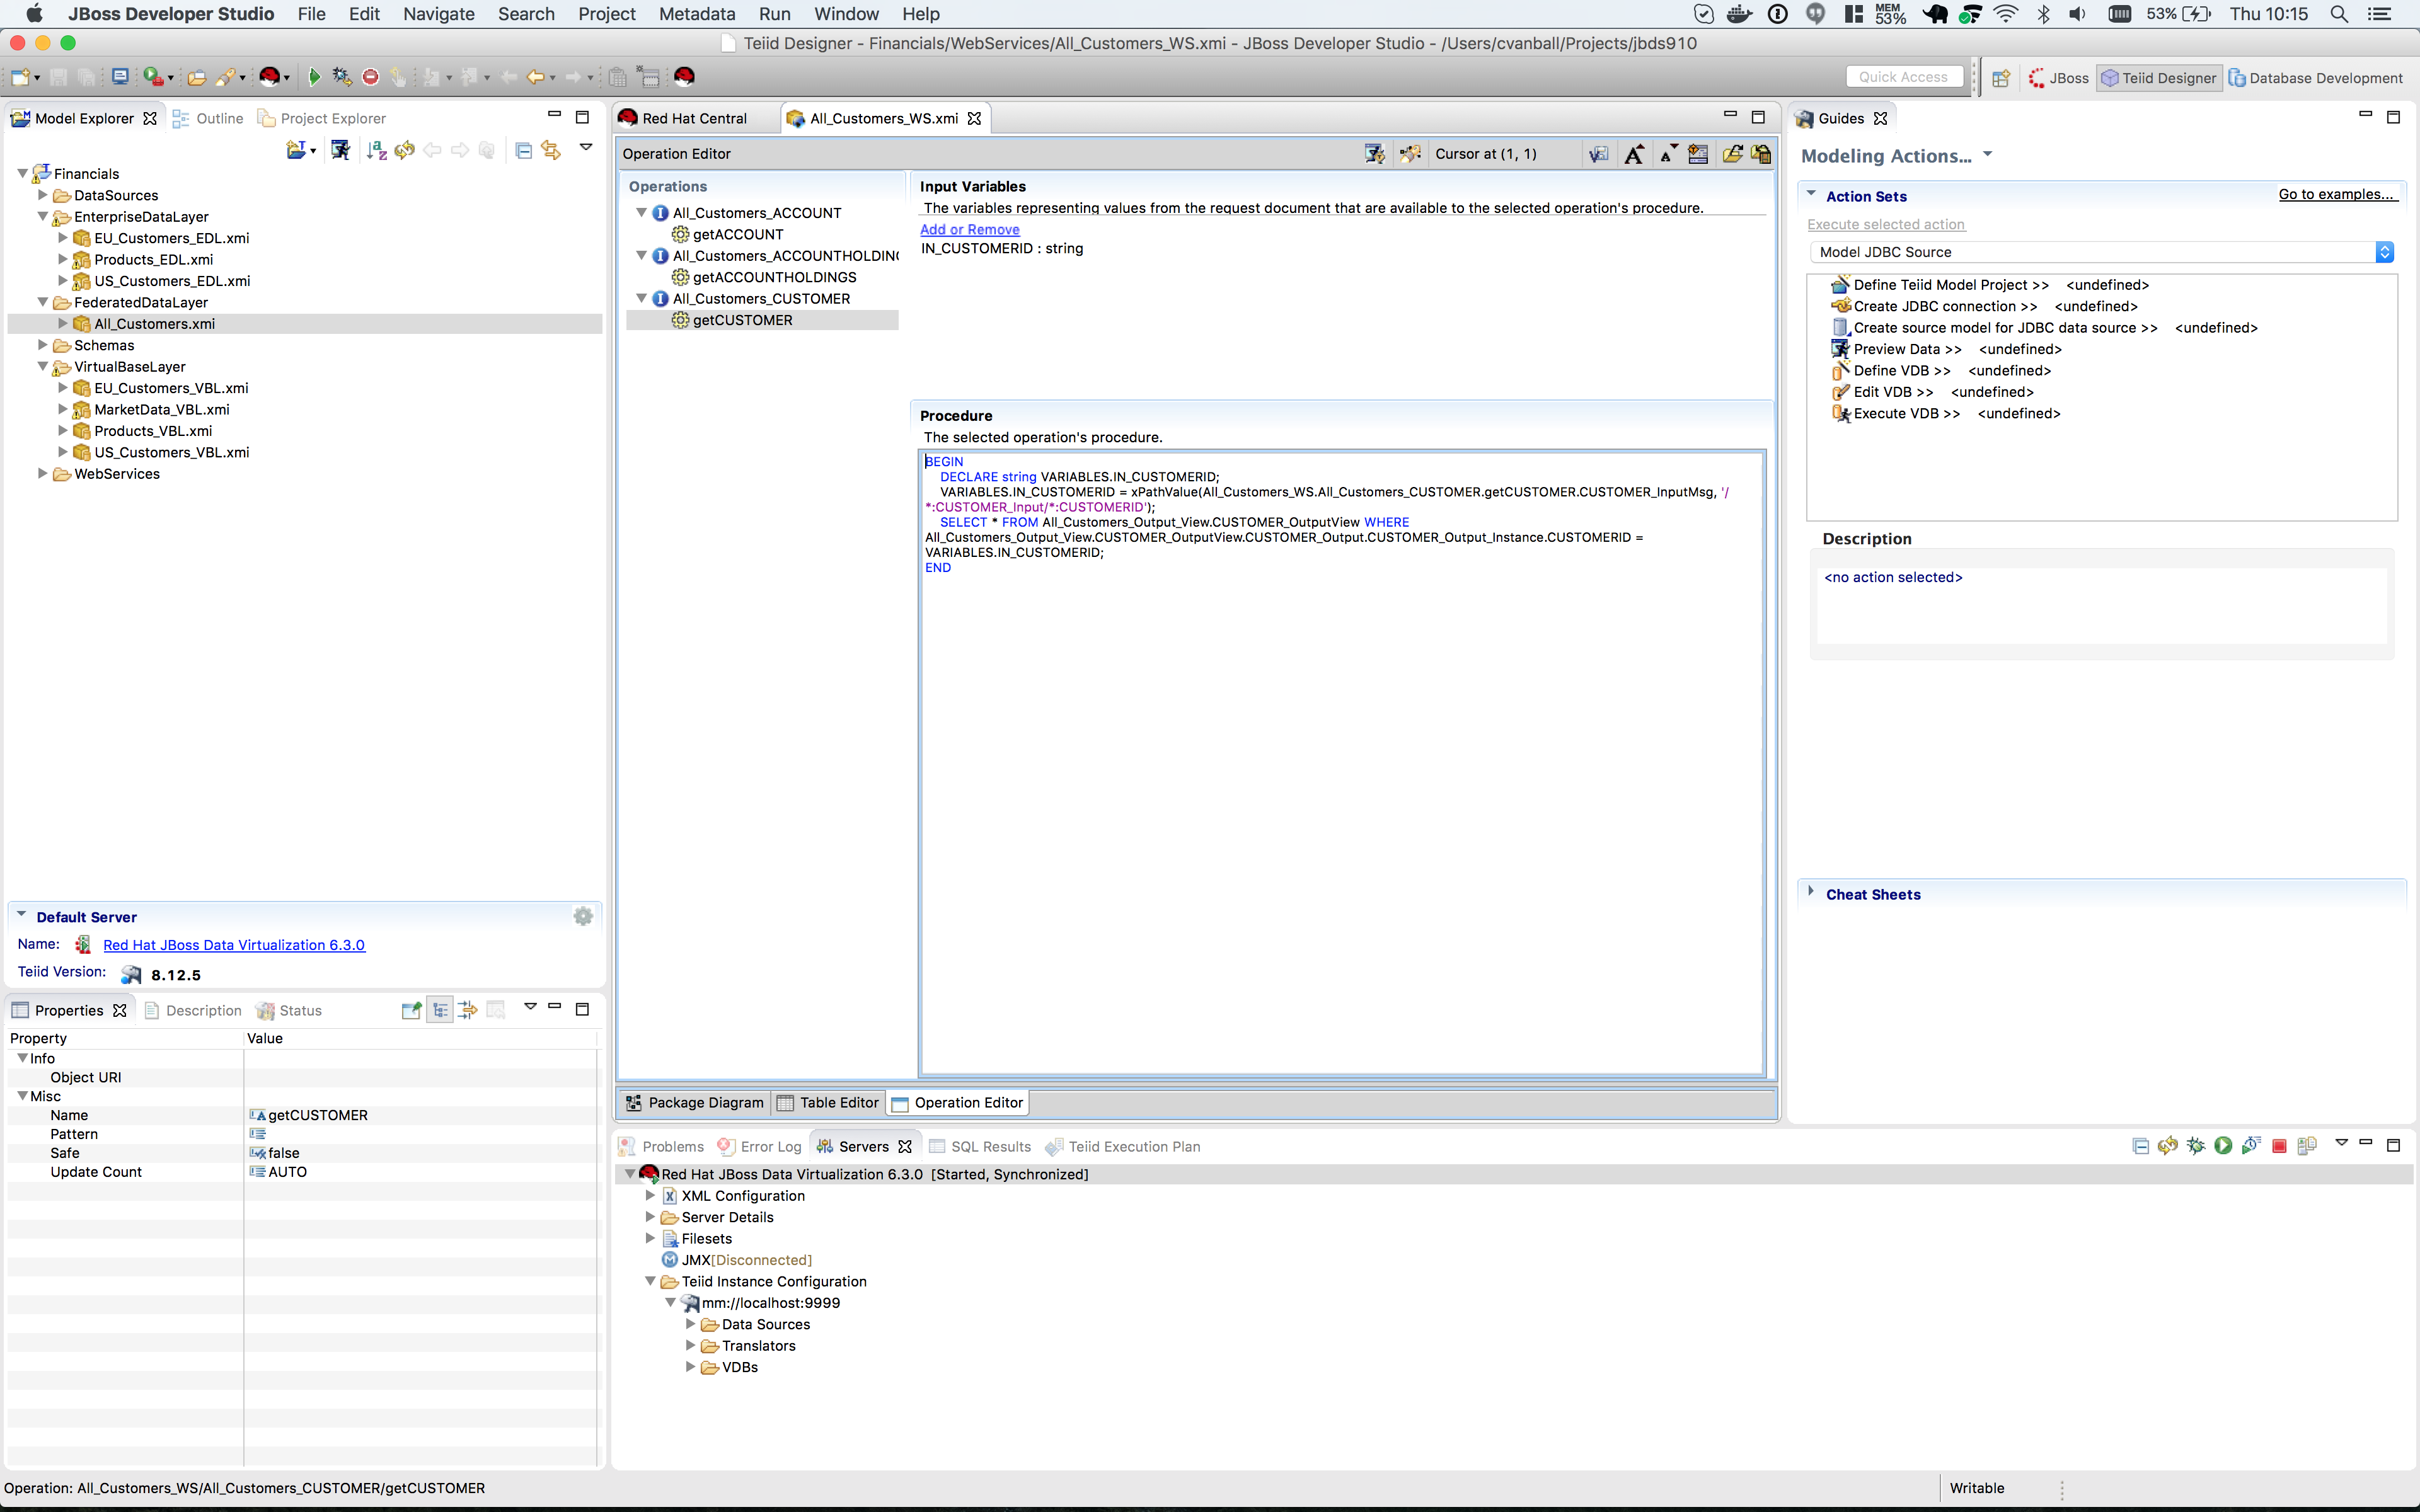 JBoss Developer Studio File Edit Navigate Search Project Metadata Run Window Help MEM 53% 53% Thu 10:15
Teiid Designer - Financials/WebServices/All_Customers_WS.xmi - JBoss Developer Studio - /Users/cvanball/Projects/jbds910
Quick Access JBoss Teiid Designer Database Development
Model Explorer Outline Project Explorer
Financials
DataSources
EnterpriseDataLayer
EU_Customers_EDL.xmi
Products_EDL.xmi
US_Customers_EDL.xmi
FederatedDataLayer
All_Customers.xmi
Schemas
VirtualBaseLayer
EU_Customers_VBL.xmi
MarketData_VBL.xmi
Products_VBL.xmi
US_Customers_VBL.xmi
WebServices
Default Server
Name: Red Hat JBoss Data Virtualization 6.3.0
Teiid Version: 8.12.5
Properties Description Status
Property Value
Info
Object URI
Misc
Name getCUSTOMER
Pattern
Safe false
Update Count AUTO
Red Hat Central All_Customers_WS.xmi
Operation Editor Cursor at (1, 1)
Operations
All_Customers_ACCOUNT
getACCOUNT
All_Customers_ACCOUNTHOLDIN
getACCOUNTHOLDINGS
All_Customers_CUSTOMER
getCUSTOMER
Input Variables
The variables representing values from the request document that are available to the selected operation's procedure.
Add or Remove
IN_CUSTOMERID : string
Procedure
The selected operation's procedure.
BEGIN
DECLARE string VARIABLES.IN_CUSTOMERID;
VARIABLES.IN_CUSTOMERID = xPathValue(All_Customers_WS.All_Customers_CUSTOMER.getCUSTOMER.CUSTOMER_InputMsg, '/
*:CUSTOMER_Input/*:CUSTOMERID');
SELECT * FROM All_Customers_Output_View.CUSTOMER_OutputView WHERE
All_Customers_Output_View.CUSTOMER_OutputView.CUSTOMER_Output.CUSTOMER_Output_Instance.CUSTOMERID =
VARIABLES.IN_CUSTOMERID;
END
Package Diagram Table Editor Operation Editor
Problems Error Log Servers SQL Results Teiid Execution Plan
Red Hat JBoss Data Virtualization 6.3.0 [Started, Synchronized]
XML Configuration
Server Details
Filesets
JMX[Disconnected]
Teiid Instance Configuration
mm://localhost:9999
Data Sources
Translators
VDBs
Guides
Modeling Actions...
Action Sets Go to examples...
Execute selected action
Model JDBC Source
Define Teiid Model Project >> <undefined>
Create JDBC connection >> <undefined>
Create source model for JDBC data source >> <undefined>
Preview Data >> <undefined>
Define VDB >> <undefined>
Edit VDB >> <undefined>
Execute VDB >> <undefined>
Description
<no action selected>
Cheat Sheets
Operation: All_Customers_WS/All_Customers_CUSTOMER/getCUSTOMER Writable